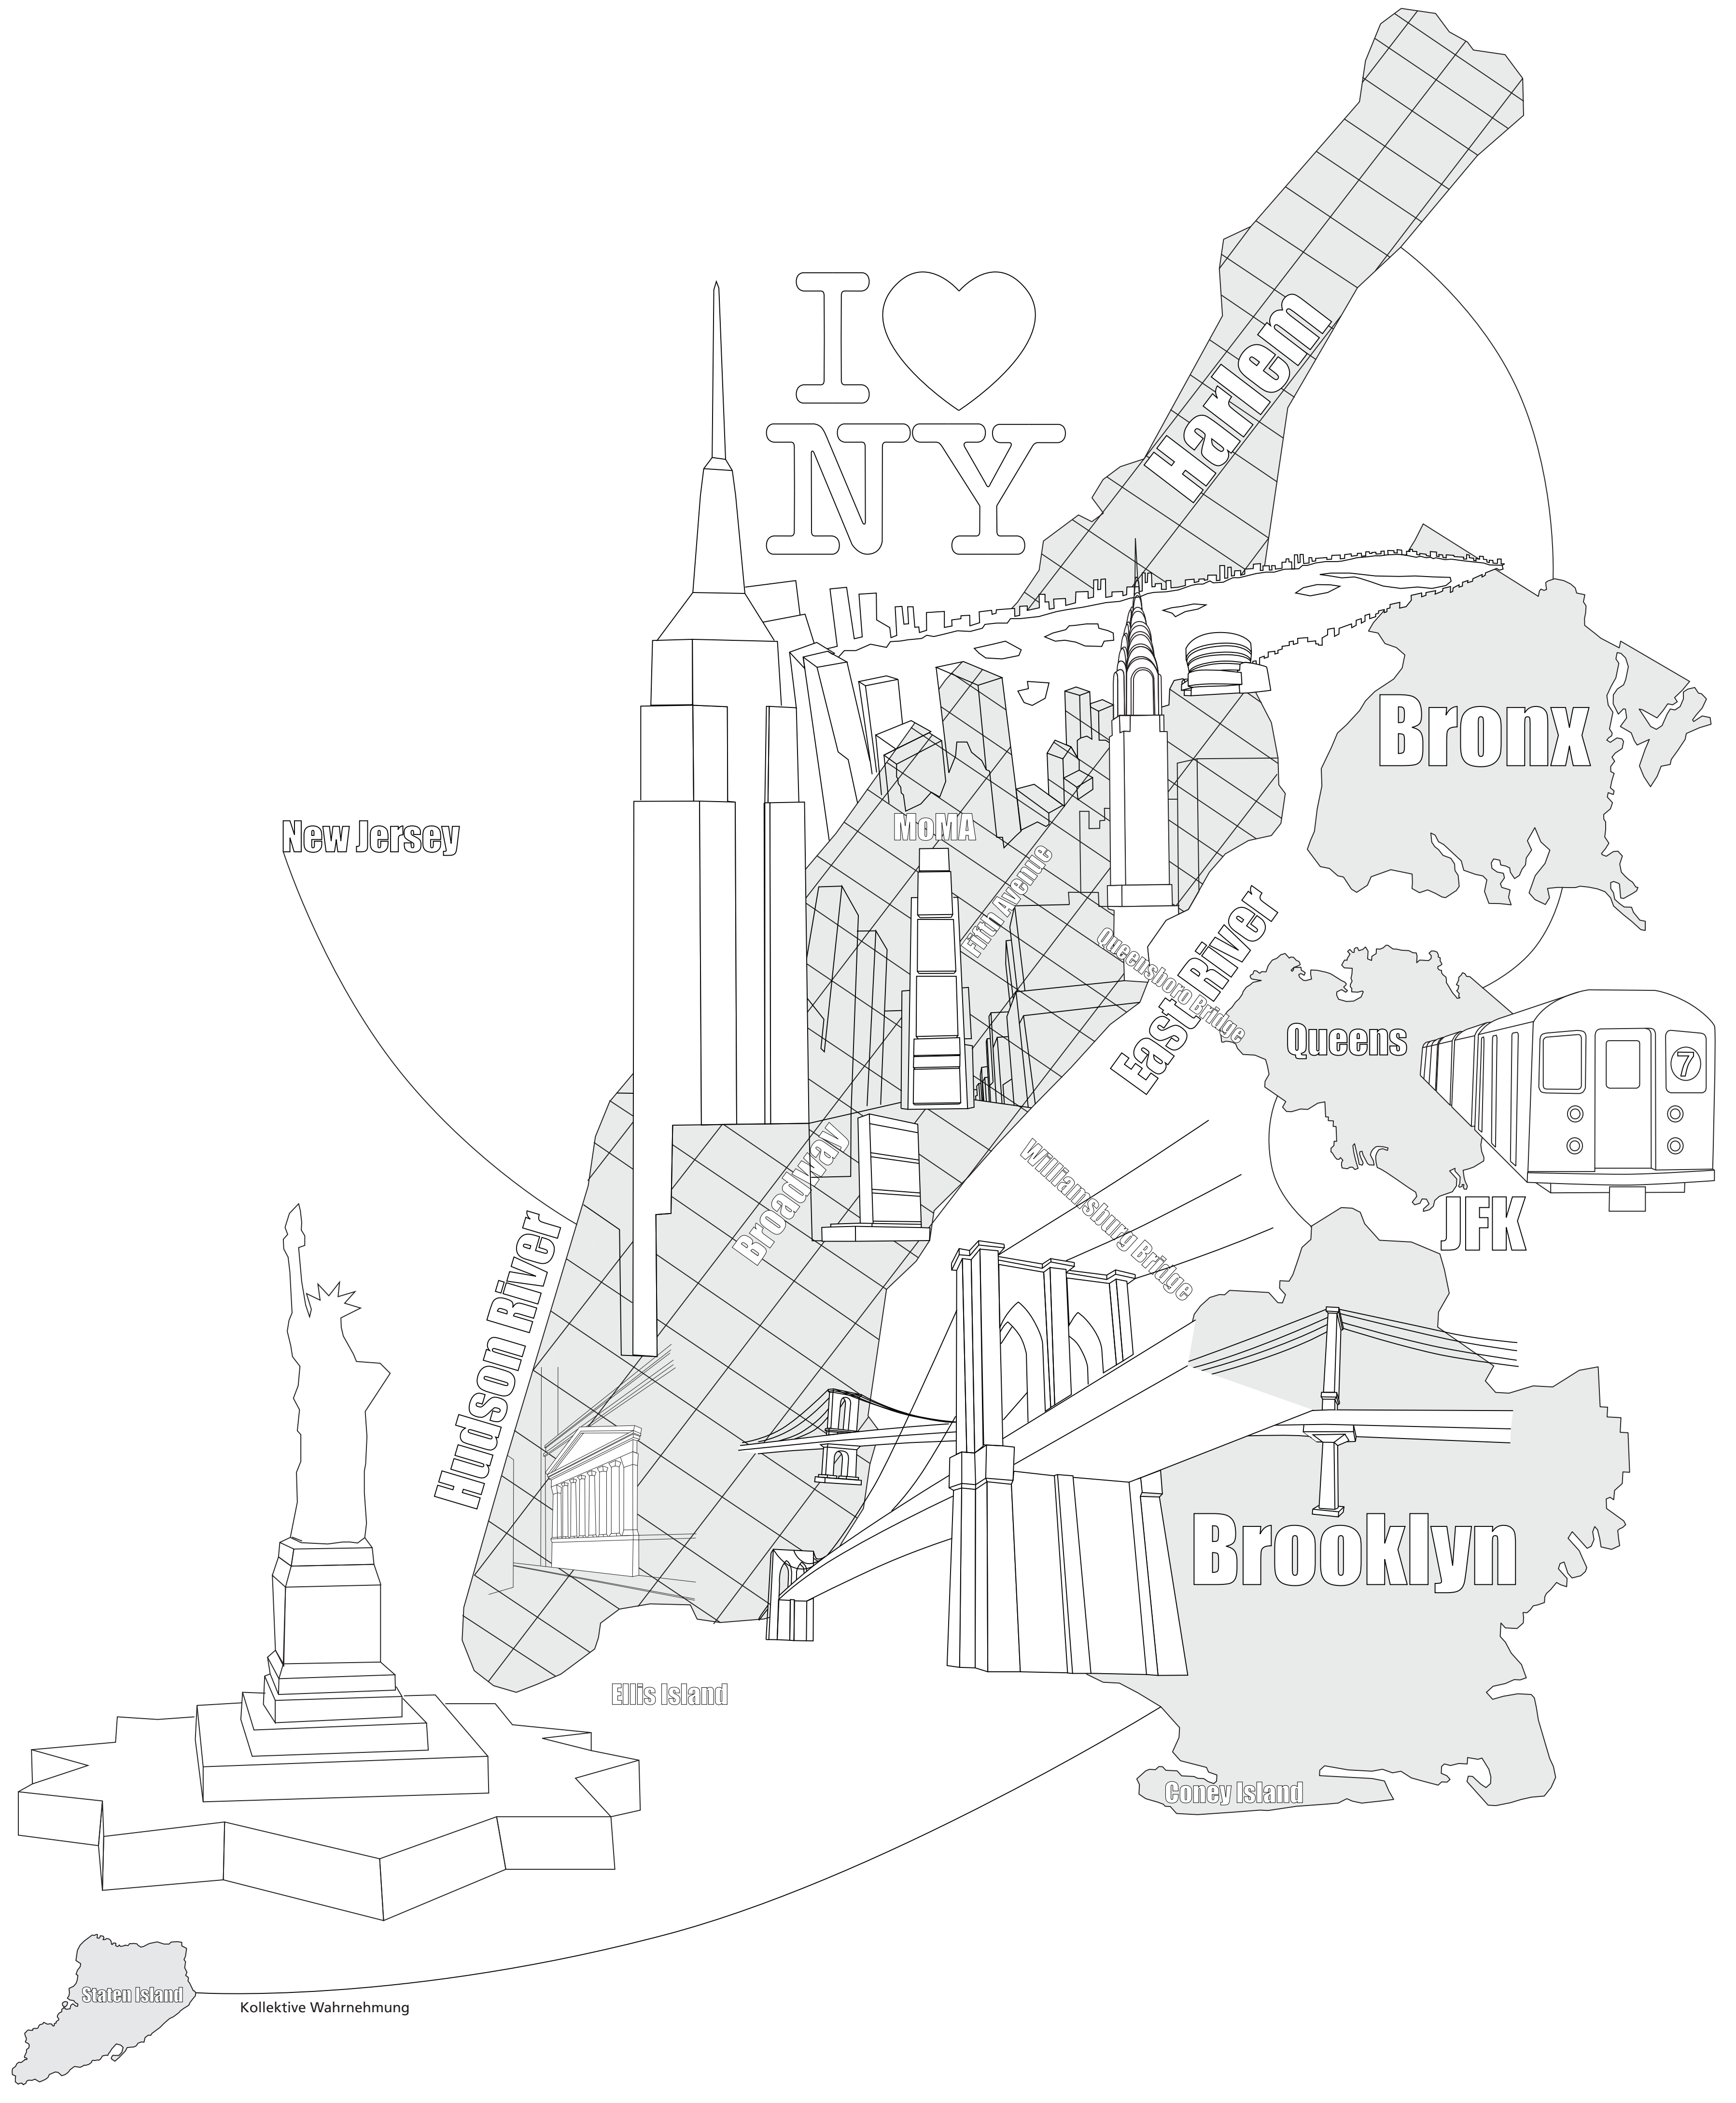 I
NY
Harlem
Bronx
MoMA
New Jersey
Fifth Avenue
Queensboro Bridge
East River
Queens
7
Broadway
Williamsburg Bridge
JFK
Hudson River
Brooklyn
Ellis Island
Coney Island
Staten Island
Kollektive Wahrnehmung